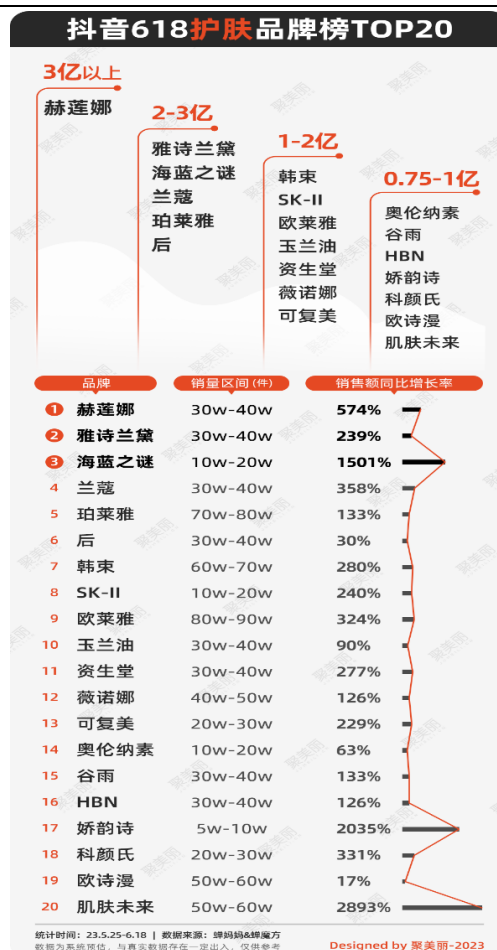 抖音618护肤品牌榜TOP20
3亿以上
赫莲娜
2-3亿
雅诗兰黛
海蓝之谜
兰蔻
珀莱雅
后
1-2亿
韩束
SK-II
欧莱雅
玉兰油
资生堂
薇诺娜
可复美
0.75-1亿
奥伦纳素
谷雨
HBN
娇韵诗
科颜氏
欧诗漫
肌肤未来
品牌 销量区间(件) 销售额同比增长率
1 赫莲娜 30w-40w 574%
2 雅诗兰黛 30w-40w 239%
3 海蓝之谜 10w-20w 1501%
4 兰蔻 30w-40w 358%
5 珀莱雅 70w-80w 133%
6 后 30w-40w 30%
7 韩束 60w-70w 280%
8 SK-II 10w-20w 240%
9 欧莱雅 80w-90w 324%
10 玉兰油 30w-40w 90%
11 资生堂 30w-40w 277%
12 薇诺娜 40w-50w 126%
13 可复美 20w-30w 229%
14 奥伦纳素 10w-20w 63%
15 谷雨 30w-40w 133%
16 HBN 30w-40w 126%
17 娇韵诗 5w-10w 2035%
18 科颜氏 20w-30w 331%
19 欧诗漫 50w-60w 17%
20 肌肤未来 50w-60w 2893%
统计时间：23.5.25-6.18 | 数据来源：蝉妈妈&蝉魔方
数据为系统预估，与真实数据存在一定出入，仅供参考
Designed by 聚美丽-2023